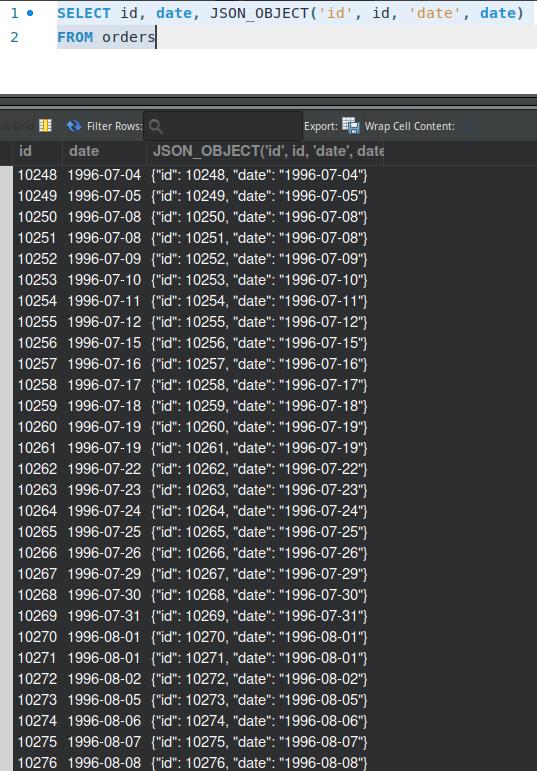 1 SELECT id, date, JSON_OBJECT('id', id, 'date', date)
2 FROM orders
Filter Rows: Export: Wrap Cell Content:
id date JSON_OBJECT('id', id, 'date', date
10248 1996-07-04 {"id": 10248, "date": "1996-07-04"}
10249 1996-07-05 {"id": 10249, "date": "1996-07-05"}
10250 1996-07-08 {"id": 10250, "date": "1996-07-08"}
10251 1996-07-08 {"id": 10251, "date": "1996-07-08"}
10252 1996-07-09 {"id": 10252, "date": "1996-07-09"}
10253 1996-07-10 {"id": 10253, "date": "1996-07-10"}
10254 1996-07-11 {"id": 10254, "date": "1996-07-11"}
10255 1996-07-12 {"id": 10255, "date": "1996-07-12"}
10256 1996-07-15 {"id": 10256, "date": "1996-07-15"}
10257 1996-07-16 {"id": 10257, "date": "1996-07-16"}
10258 1996-07-17 {"id": 10258, "date": "1996-07-17"}
10259 1996-07-18 {"id": 10259, "date": "1996-07-18"}
10260 1996-07-19 {"id": 10260, "date": "1996-07-19"}
10261 1996-07-19 {"id": 10261, "date": "1996-07-19"}
10262 1996-07-22 {"id": 10262, "date": "1996-07-22"}
10263 1996-07-23 {"id": 10263, "date": "1996-07-23"}
10264 1996-07-24 {"id": 10264, "date": "1996-07-24"}
10265 1996-07-25 {"id": 10265, "date": "1996-07-25"}
10266 1996-07-26 {"id": 10266, "date": "1996-07-26"}
10267 1996-07-29 {"id": 10267, "date": "1996-07-29"}
10268 1996-07-30 {"id": 10268, "date": "1996-07-30"}
10269 1996-07-31 {"id": 10269, "date": "1996-07-31"}
10270 1996-08-01 {"id": 10270, "date": "1996-08-01"}
10271 1996-08-01 {"id": 10271, "date": "1996-08-01"}
10272 1996-08-02 {"id": 10272, "date": "1996-08-02"}
10273 1996-08-05 {"id": 10273, "date": "1996-08-05"}
10274 1996-08-06 {"id": 10274, "date": "1996-08-06"}
10275 1996-08-07 {"id": 10275, "date": "1996-08-07"}
10276 1996-08-08 {"id": 10276, "date": "1996-08-08"}